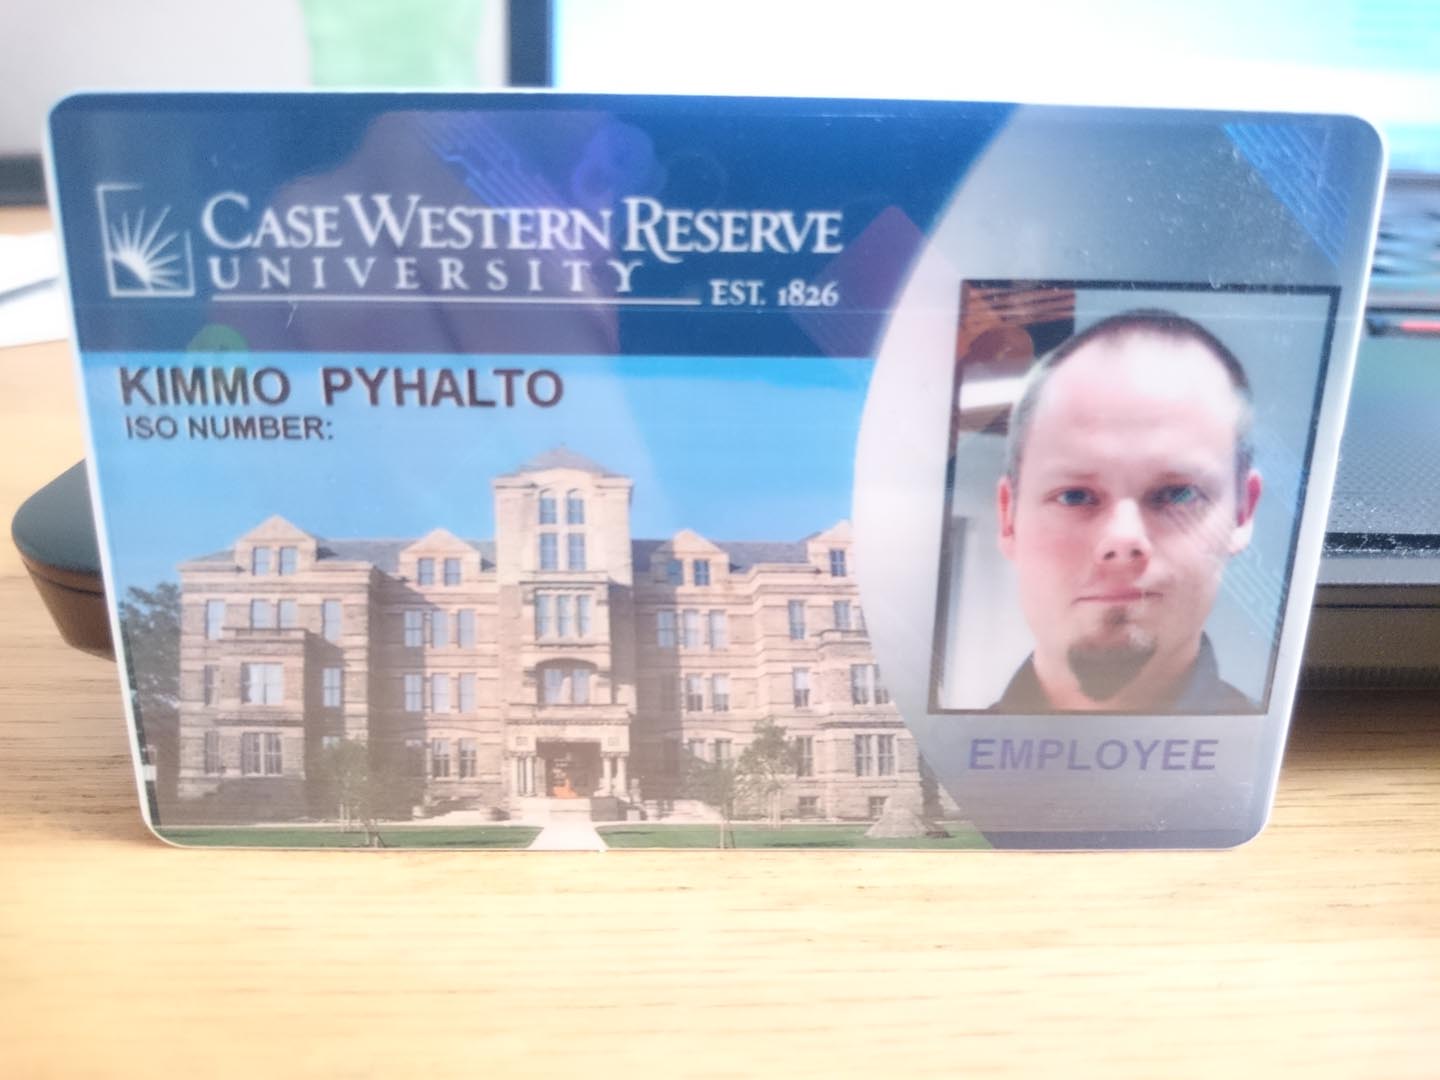 CASE WESTERN RESERVE
UNIVERSITY
EST. 1826
KIMMO PYHALTO
ISO NUMBER:
EMPLOYEE